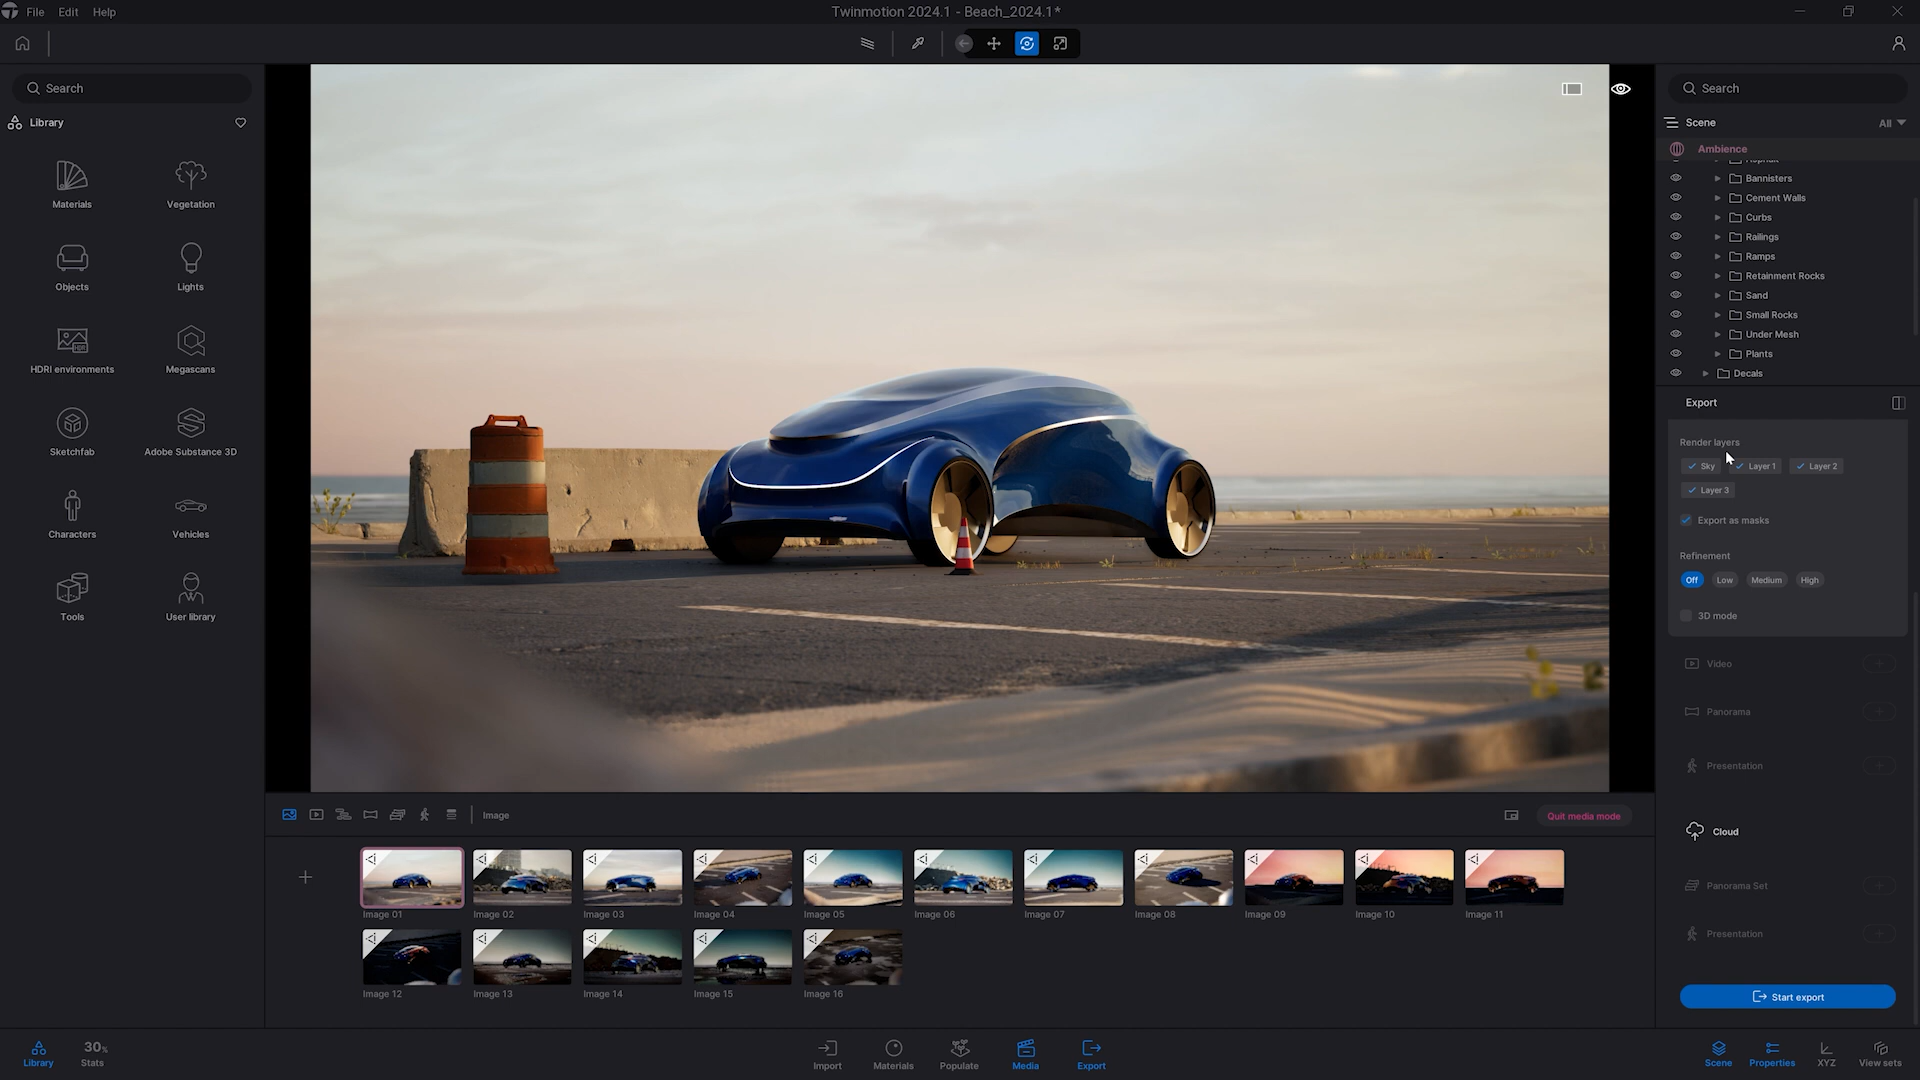 File Edit Help
Twinmotion 2024.1 - Beach_2024.1*
Search
Library
Materials
Vegetation
Objects
Lights
HDRI environments
Megascans
Sketchfab
Adobe Substance 3D
Characters
Vehicles
Tools
User library
Search
Scene
All
Ambience
Asphalt
Bannisters
Cement Walls
Curbs
Railings
Ramps
Retainment Rocks
Sand
Small Rocks
Under Mesh
Plants
Decals
Export
Render layers
Sky Layer 1 Layer 2
Layer 3
Export as masks
Refinement
Off Low Medium High
3D mode
Video
Panorama
Presentation
Cloud
Panorama Set
Presentation
Start export
Image
Quit media mode
Image 01 Image 02 Image 03 Image 04 Image 05 Image 06 Image 07 Image 08 Image 09 Image 10 Image 11
Image 12 Image 13 Image 14 Image 15 Image 16
Library
30%
Stats
Import
Materials
Populate
Media
Export
Scene
Properties
XYZ
View sets